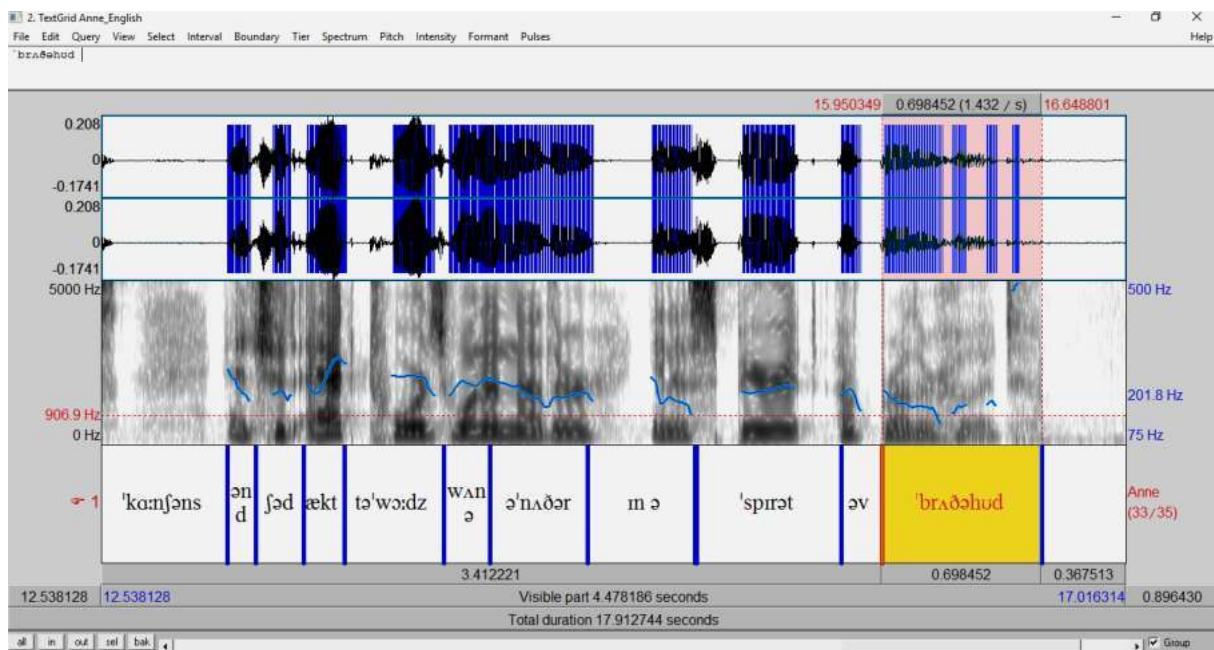 2. TextGrid Anne_English
File Edit Query View Select Interval Boundary Tier Spectrum Pitch Intensity Formant Pulses Help
ˈbrʌðəhʊd
15.950349 0.698452 (1.432 / s) 16.648801
0.208
0
-0.1741
0.208
0
-0.1741
5000 Hz 500 Hz
906.9 Hz 201.8 Hz
0 Hz 75 Hz
☞ 1 ˈkɑːnʃəns ənd ʃəd ækt təˈwɔːdz wʌnə əˈnʌðər ɪn ə ˈspɪrət əv ˈbrʌðəhʊd Anne (33/35)
3.412221 0.698452 0.367513
12.538128 12.538128 Visible part 4.478186 seconds 17.016314 0.896430
Total duration 17.912744 seconds
all in out sel bak Group